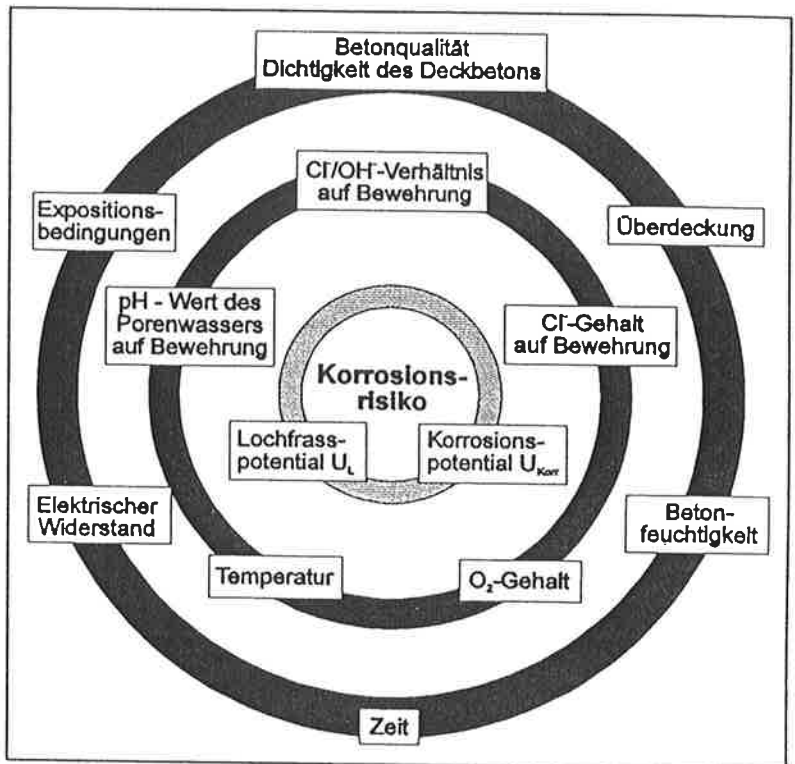 Betonqualität
Dichtigkeit des Deckbetons
Cl⁻/OH⁻-Verhältnis
auf Bewehrung
Expositions-
bedingungen
Überdeckung
pH - Wert des
Porenwassers
auf Bewehrung
Cl⁻-Gehalt
auf Bewehrung
Korrosions-
risiko
Lochfrass-
potential U_L
Korrosions-
potential U_Korr
Elektrischer
Widerstand
Beton-
feuchtigkeit
Temperatur
O₂-Gehalt
Zeit